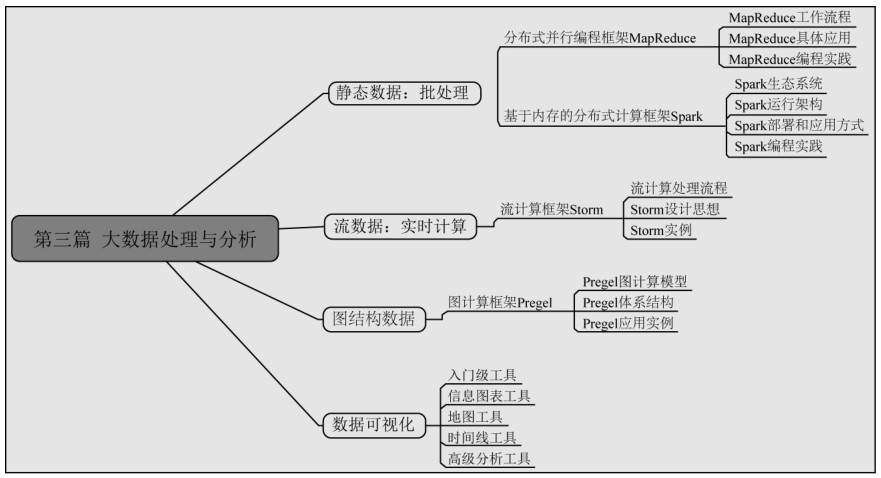 第三篇 大数据处理与分析
静态数据：批处理
分布式并行编程框架MapReduce
MapReduce工作流程
MapReduce具体应用
MapReduce编程实践
基于内存的分布式计算框架Spark
Spark生态系统
Spark运行架构
Spark部署和应用方式
Spark编程实践
流数据：实时计算
流计算框架Storm
流计算处理流程
Storm设计思想
Storm实例
图结构数据
图计算框架Pregel
Pregel图计算模型
Pregel体系结构
Pregel应用实例
数据可视化
入门级工具
信息图表工具
地图工具
时间线工具
高级分析工具